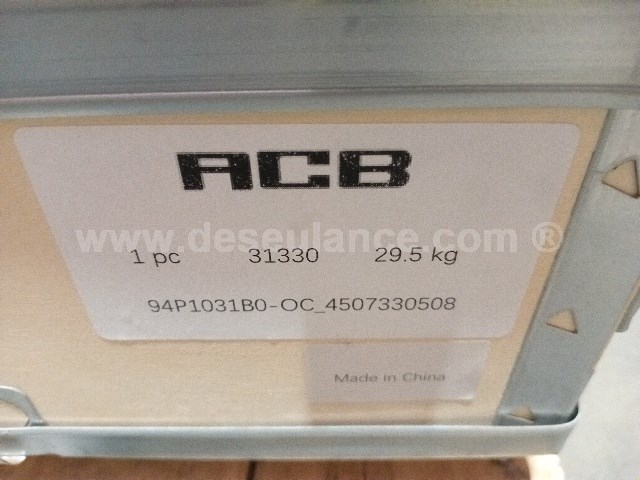 ACB
www.deseulance.com ®
1 pc 31330 29.5 kg
94P1031B0-OC_4507330508
Made in China